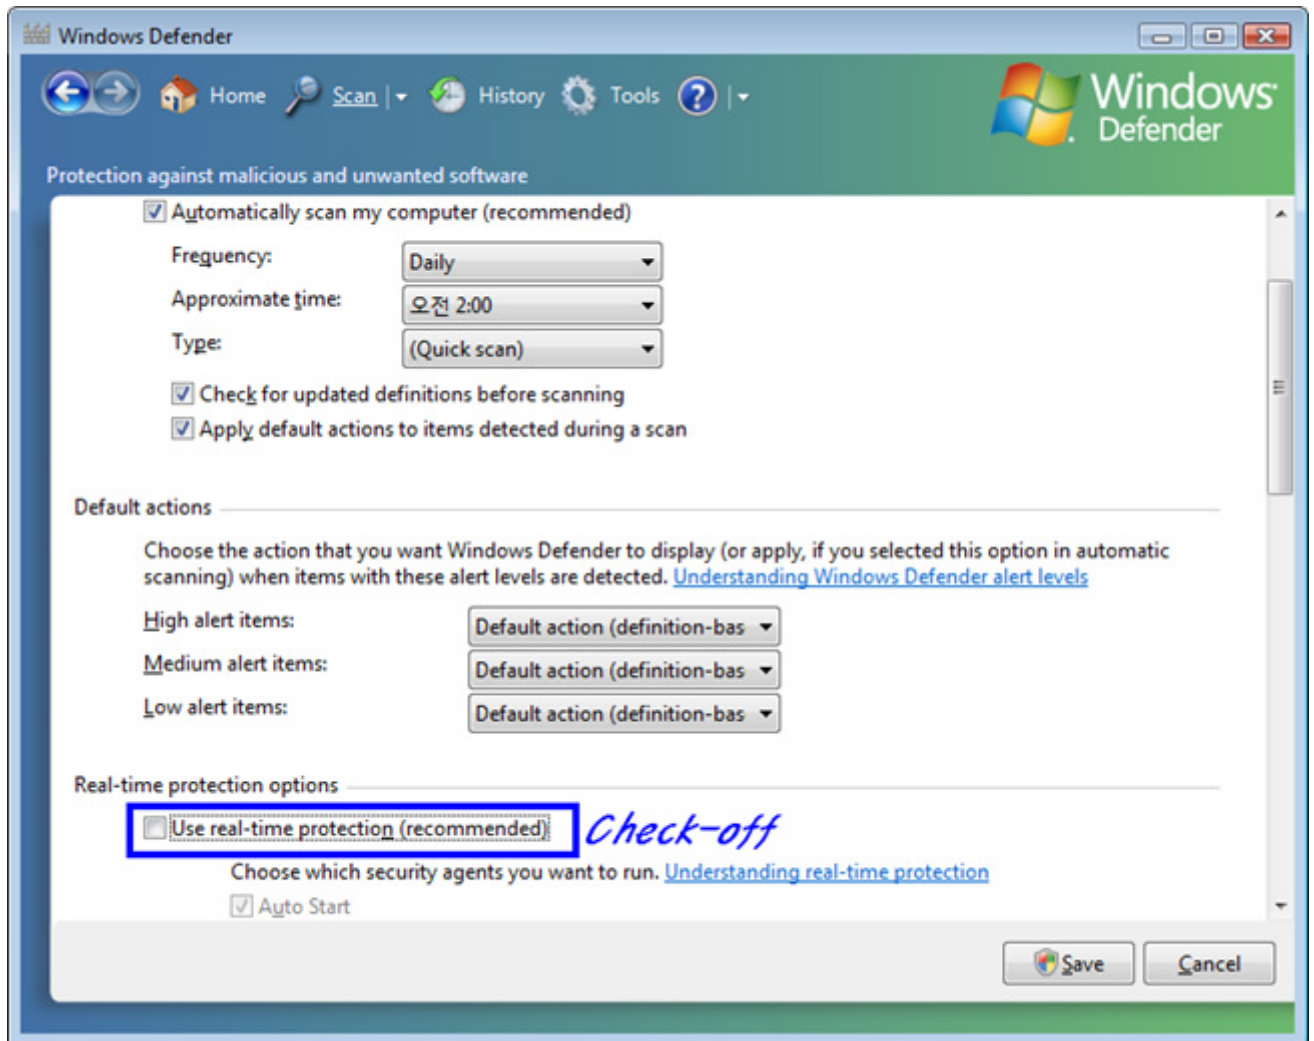 Windows Defender
Home Scan History Tools ?
Windows
Defender
Protection against malicious and unwanted software
Automatically scan my computer (recommended)
Frequency: Daily
Approximate time: 오전 2:00
Type: (Quick scan)
Check for updated definitions before scanning
Apply default actions to items detected during a scan
Default actions
Choose the action that you want Windows Defender to display (or apply, if you selected this option in automatic
scanning) when items with these alert levels are detected. Understanding Windows Defender alert levels
High alert items: Default action (definition-bas
Medium alert items: Default action (definition-bas
Low alert items: Default action (definition-bas
Real-time protection options
Use real-time protection (recommended) Check-off
Choose which security agents you want to run. Understanding real-time protection
Auto Start
Save Cancel